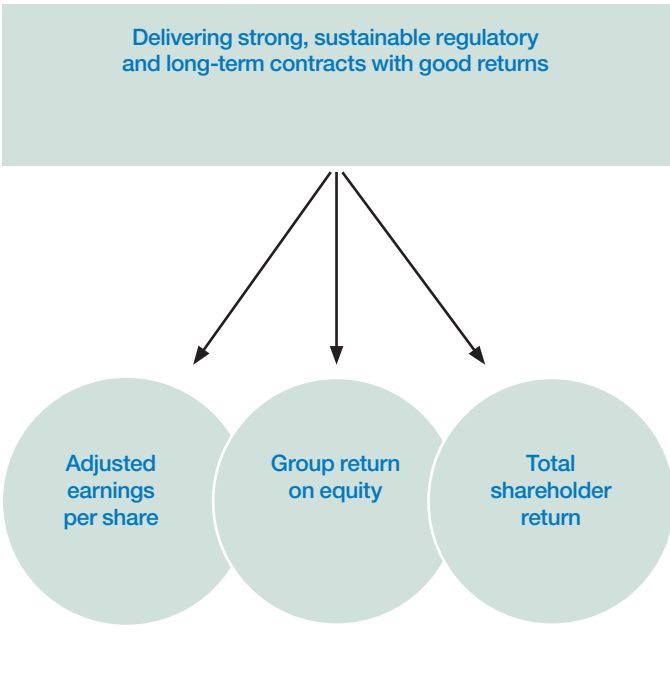 Delivering strong, sustainable regulatory
and long-term contracts with good returns
Adjusted
earnings
per share
Group return
on equity
Total
shareholder
return